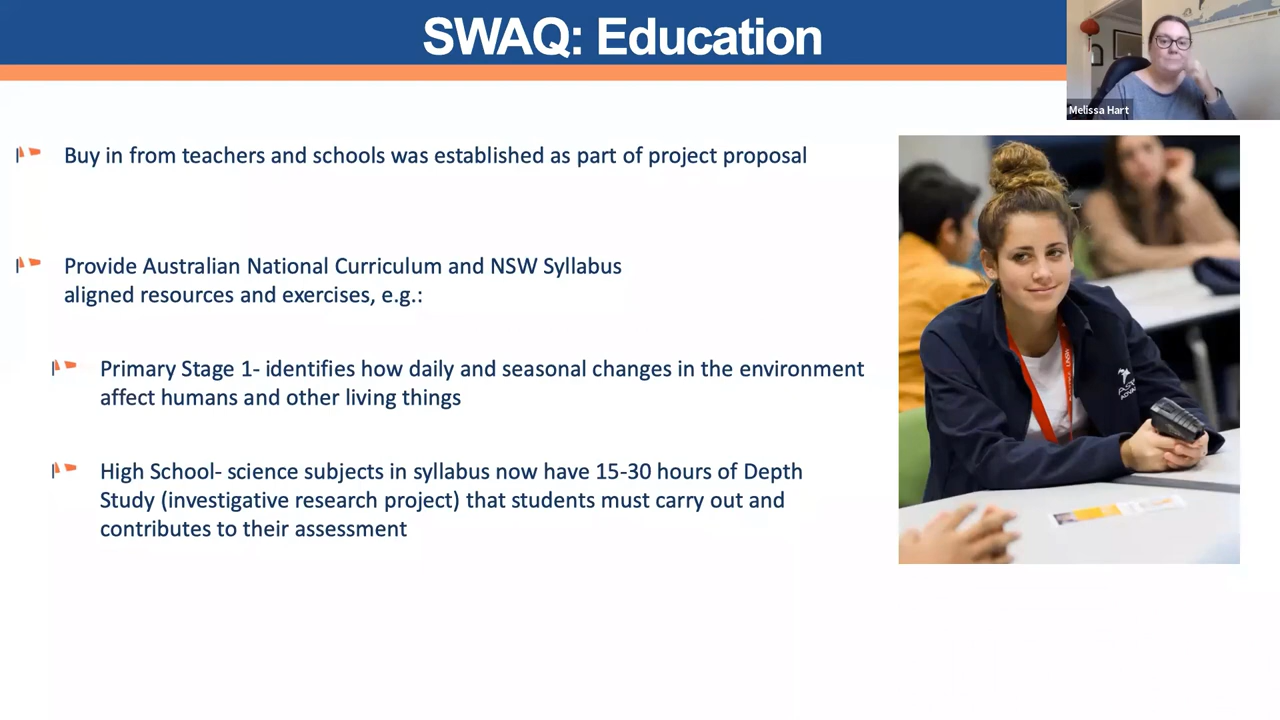 SWAQ: Education
Melissa Hart
Buy in from teachers and schools was established as part of project proposal
Provide Australian National Curriculum and NSW Syllabus
aligned resources and exercises, e.g.:
Primary Stage 1- identifies how daily and seasonal changes in the environment
affect humans and other living things
High School- science subjects in syllabus now have 15-30 hours of Depth
Study (investigative research project) that students must carry out and
contributes to their assessment